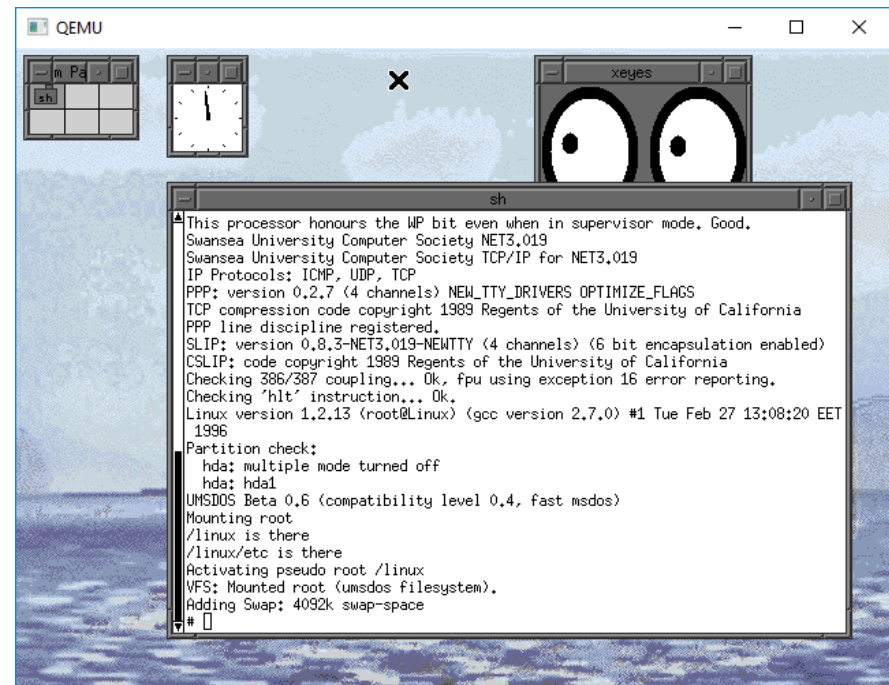 QEMU
m Pa
sh
xeyes
sh
This processor honours the WP bit even when in supervisor mode. Good.
Swansea University Computer Society NET3.019
Swansea University Computer Society TCP/IP for NET3.019
IP Protocols: ICMP, UDP, TCP
PPP: version 0.2.7 (4 channels) NEW_TTY_DRIVERS OPTIMIZE_FLAGS
TCP compression code copyright 1989 Regents of the University of California
PPP line discipline registered.
SLIP: version 0.8.3-NET3.019-NEWTTY (4 channels) (6 bit encapsulation enabled)
CSLIP: code copyright 1989 Regents of the University of California
Checking 386/387 coupling... Ok, fpu using exception 16 error reporting.
Checking 'hlt' instruction... Ok.
Linux version 1.2.13 (root@Linux) (gcc version 2.7.0) #1 Tue Feb 27 13:08:20 EET
1996
Partition check:
hda: multiple mode turned off
hda: hda1
UMSDOS Beta 0.6 (compatibility level 0.4, fast msdos)
Mounting root
/linux is there
/linux/etc is there
Activating pseudo root /linux
VFS: Mounted root (umsdos filesystem).
Adding Swap: 4092k swap-space
#